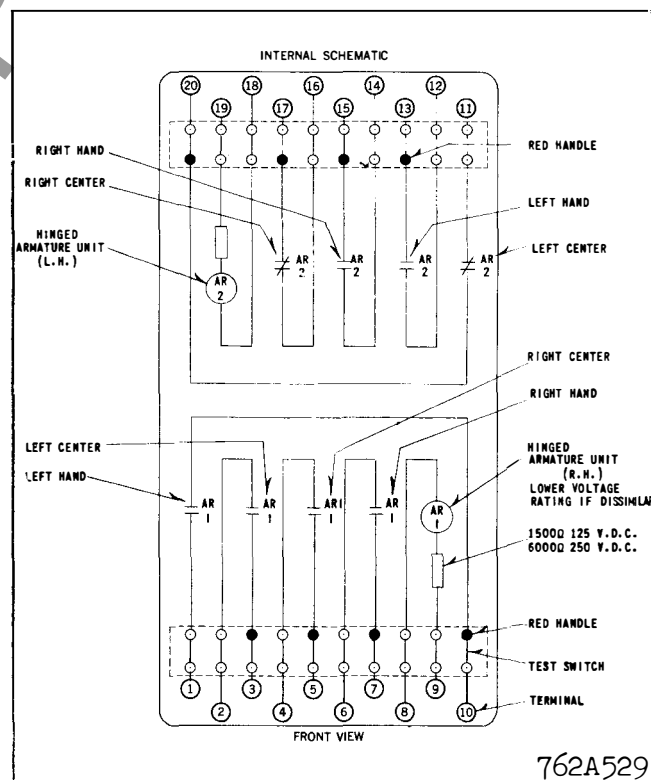 INTERNAL SCHEMATIC
20 18 16 14 12
19 17 15 13 11
RIGHT HAND
RED HANDLE
RIGHT CENTER
LEFT HAND
HINGED
ARMATURE UNIT
(L.H.)
LEFT CENTER
AR
2
AR
2
AR
2
AR
2
AR
2
RIGHT CENTER
RIGHT HAND
LEFT CENTER
LEFT HAND
HINGED
ARMATURE UNIT
(R.H.)
LOWER VOLTAGE
RATING IF DISSIMILAR
AR
1
AR
1
AR
1
AR
1
AR
1
1500Ω 125 V.D.C.
6000Ω 250 V.D.C.
RED HANDLE
TEST SWITCH
1 3 5 7 9
2 4 6 8 10
TERMINAL
FRONT VIEW
762A529